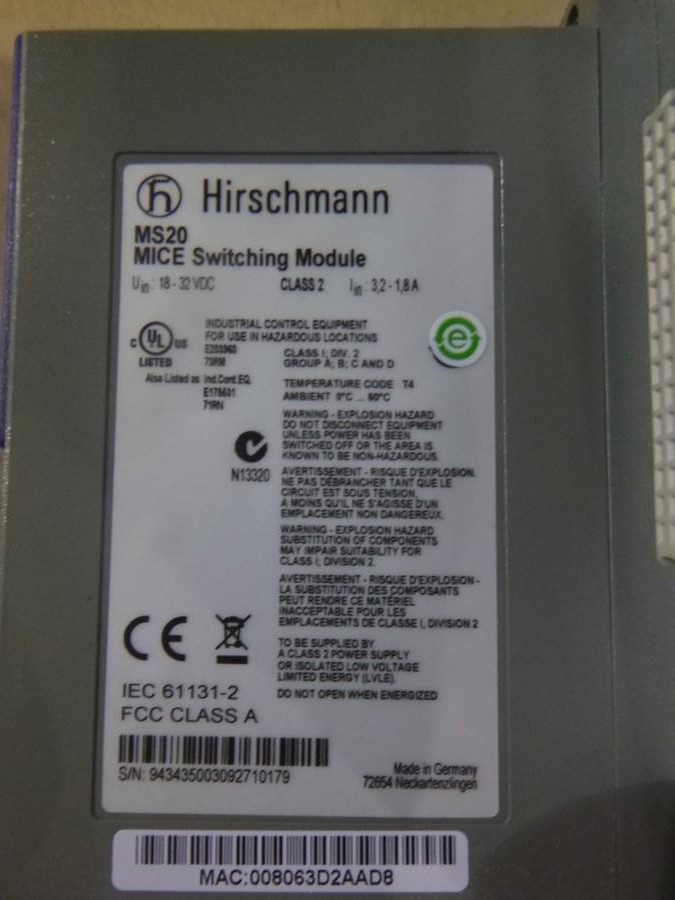 Hirschmann
MS20
MICE Switching Module
Uin : 18 - 32 VDC CLASS 2 Iin : 3,2 - 1,8 A
INDUSTRIAL CONTROL EQUIPMENT
FOR USE IN HAZARDOUS LOCATIONS
C UL US
LISTED
CLASS I; DIV. 2
GROUP A; B; C AND D
Also Listed as Ind.Cont.EQ.
E176531
71RN
TEMPERATURE CODE T4
AMBIENT 0°C ... 60°C
WARNING - EXPLOSION HAZARD
DO NOT DISCONNECT EQUIPMENT
UNLESS POWER HAS BEEN
SWITCHED OFF OR THE AREA IS
KNOWN TO BE NON-HAZARDOUS.
N13320
AVERTISSEMENT - RISQUE D'EXPLOSION.
NE PAS DÉBRANCHER TANT QUE LE
CIRCUIT EST SOUS TENSION,
A MOINS QU'IL NE S'AGISSE D'UN
EMPLACEMENT NON DANGEREUX.
WARNING - EXPLOSION HAZARD
SUBSTITUTION OF COMPONENTS
MAY IMPAIR SUITABILITY FOR
CLASS I; DIVISION 2.
AVERTISSEMENT - RISQUE D'EXPLOSION -
LA SUBSTITUTION DES COMPOSANTS
PEUT RENDRE CE MATÉRIEL
INACCEPTABLE POUR LES
EMPLACEMENTS DE CLASSE I, DIVISION 2
CE
TO BE SUPPLIED BY
A CLASS 2 POWER SUPPLY
OR ISOLATED LOW VOLTAGE
LIMITED ENERGY (LVLE).
DO NOT OPEN WHEN ENERGIZED
IEC 61131-2
FCC CLASS A
S/N: 943435003092710179
Made in Germany
72654 Neckartenzlingen
MAC:008063D2AAD8